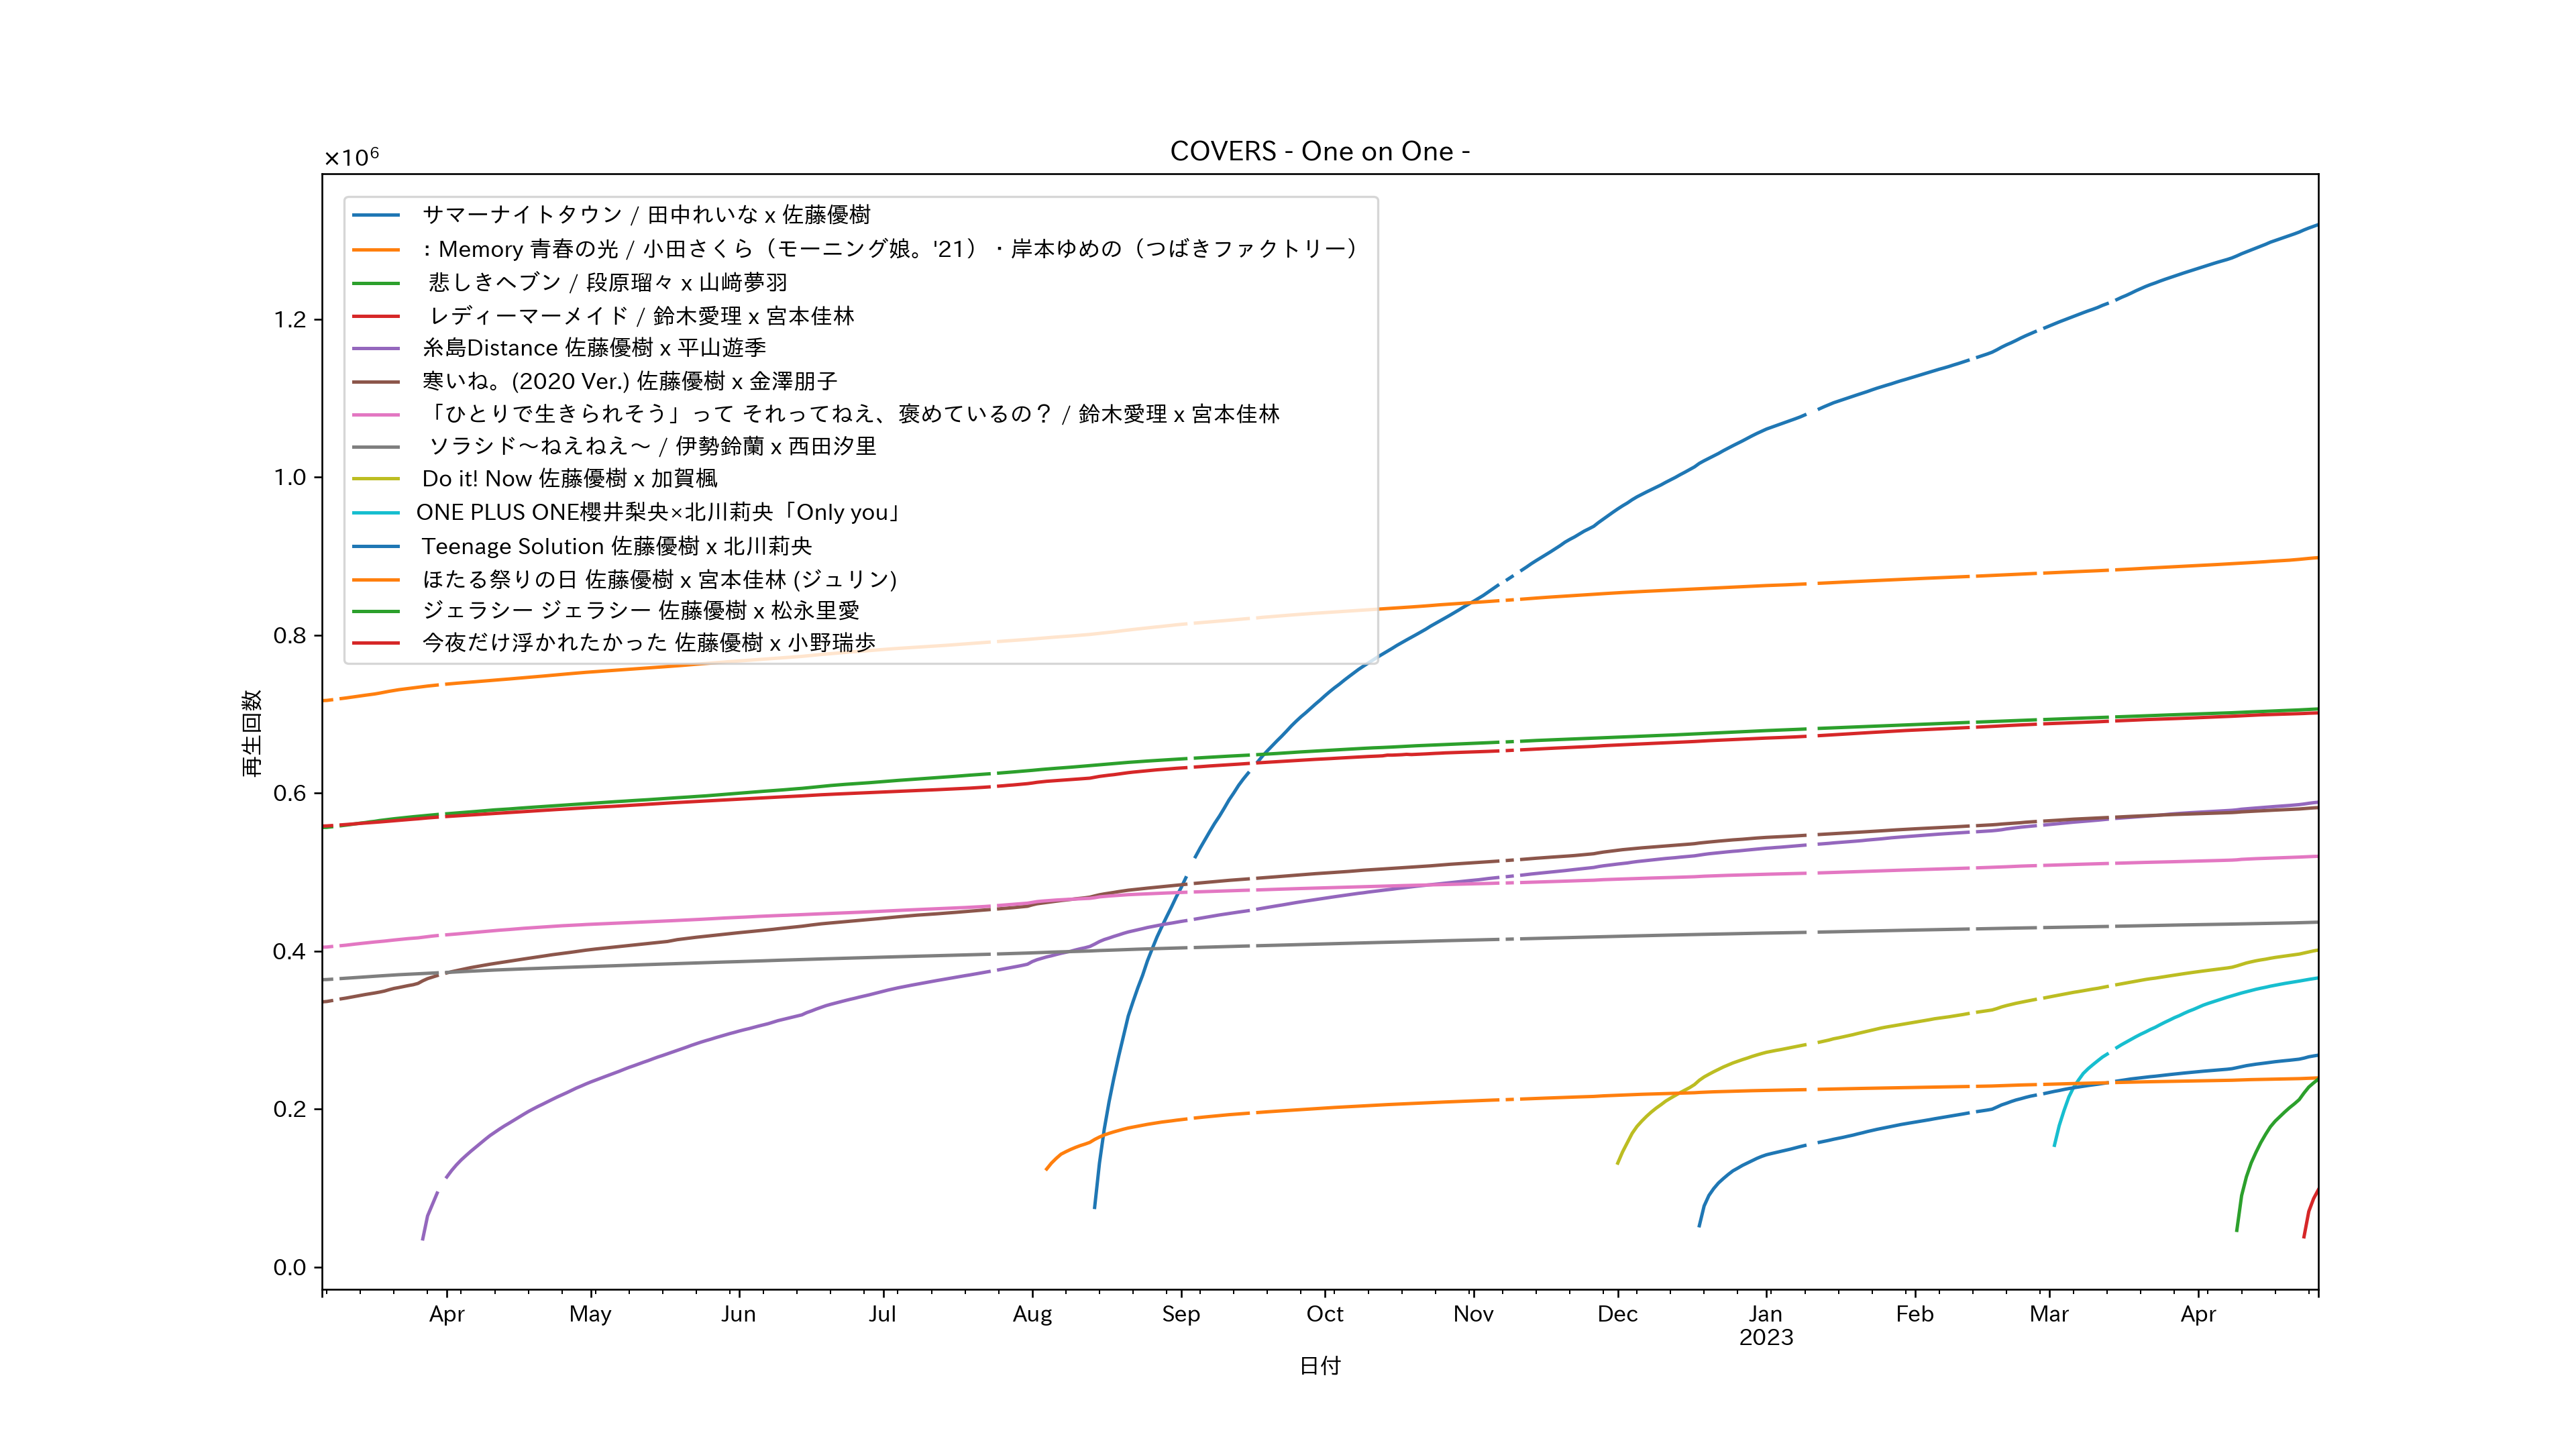 COVERS - One on One -
×10⁶
サマーナイトタウン / 田中れいな x 佐藤優樹
: Memory 青春の光 / 小田さくら（モーニング娘。'21）・岸本ゆめの（つばきファクトリー）
悲しきヘブン / 段原瑠々 x 山﨑夢羽
レディーマーメイド / 鈴木愛理 x 宮本佳林
糸島Distance 佐藤優樹 x 平山遊季
寒いね。(2020 Ver.) 佐藤優樹 x 金澤朋子
「ひとりで生きられそう」って それってねえ、褒めているの？ / 鈴木愛理 x 宮本佳林
ソラシド〜ねえねえ〜 / 伊勢鈴蘭 x 西田汐里
Do it! Now 佐藤優樹 x 加賀楓
ONE PLUS ONE櫻井梨央×北川莉央「Only you」
Teenage Solution 佐藤優樹 x 北川莉央
ほたる祭りの日 佐藤優樹 x 宮本佳林 (ジュリン)
ジェラシー ジェラシー 佐藤優樹 x 松永里愛
今夜だけ浮かれたかった 佐藤優樹 x 小野瑞歩
1.2
1.0
0.8
0.6
0.4
0.2
0.0
再生回数
Apr May Jun Jul Aug Sep Oct Nov Dec Jan Feb Mar Apr
2023
日付